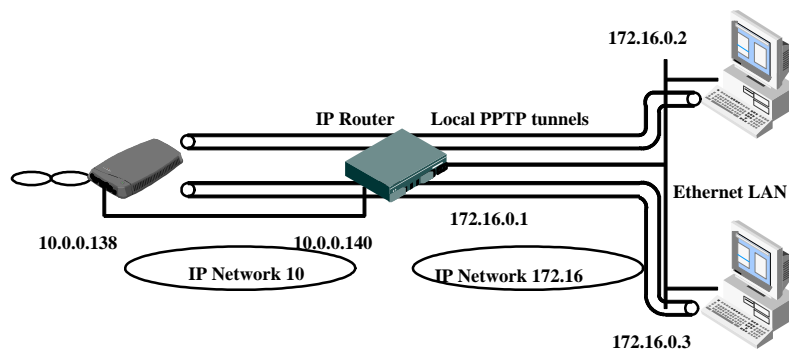 172.16.0.2
IP Router
Local PPTP tunnels
Ethernet LAN
172.16.0.1
10.0.0.138
10.0.0.140
IP Network 10
IP Network 172.16
172.16.0.3